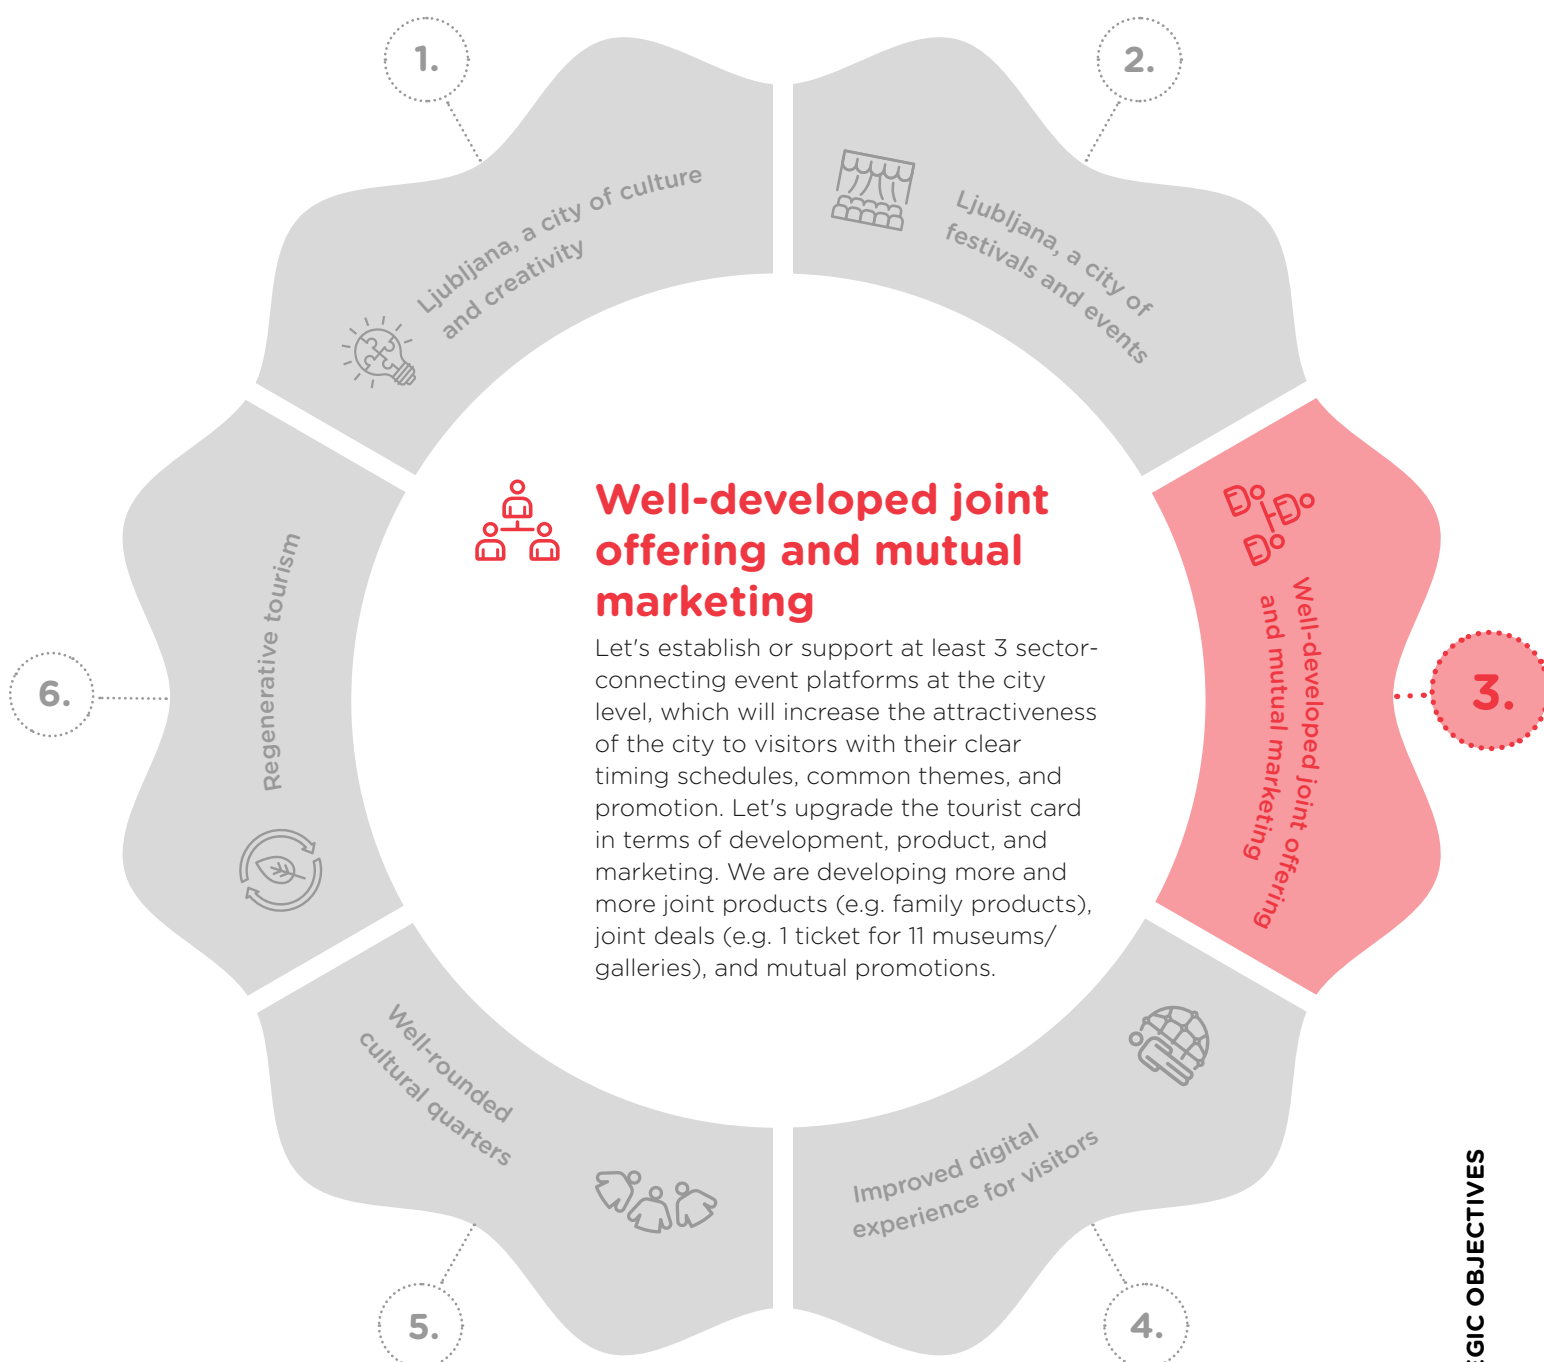 1.
Ljubljana, a city of culture
and creativity
2.
Ljubljana, a city of
festivals and events
3.
Well-developed joint offering
and mutual marketing
Well-developed joint
offering and mutual
marketing
Let's establish or support at least 3 sector-
connecting event platforms at the city
level, which will increase the attractiveness
of the city to visitors with their clear
timing schedules, common themes, and
promotion. Let's upgrade the tourist card
in terms of development, product, and
marketing. We are developing more and
more joint products (e.g. family products),
joint deals (e.g. 1 ticket for 11 museums/
galleries), and mutual promotions.
6.
Regenerative tourism
Well-rounded
cultural quarters
5.
Improved digital
experience for visitors
4.
OBJECTIVES